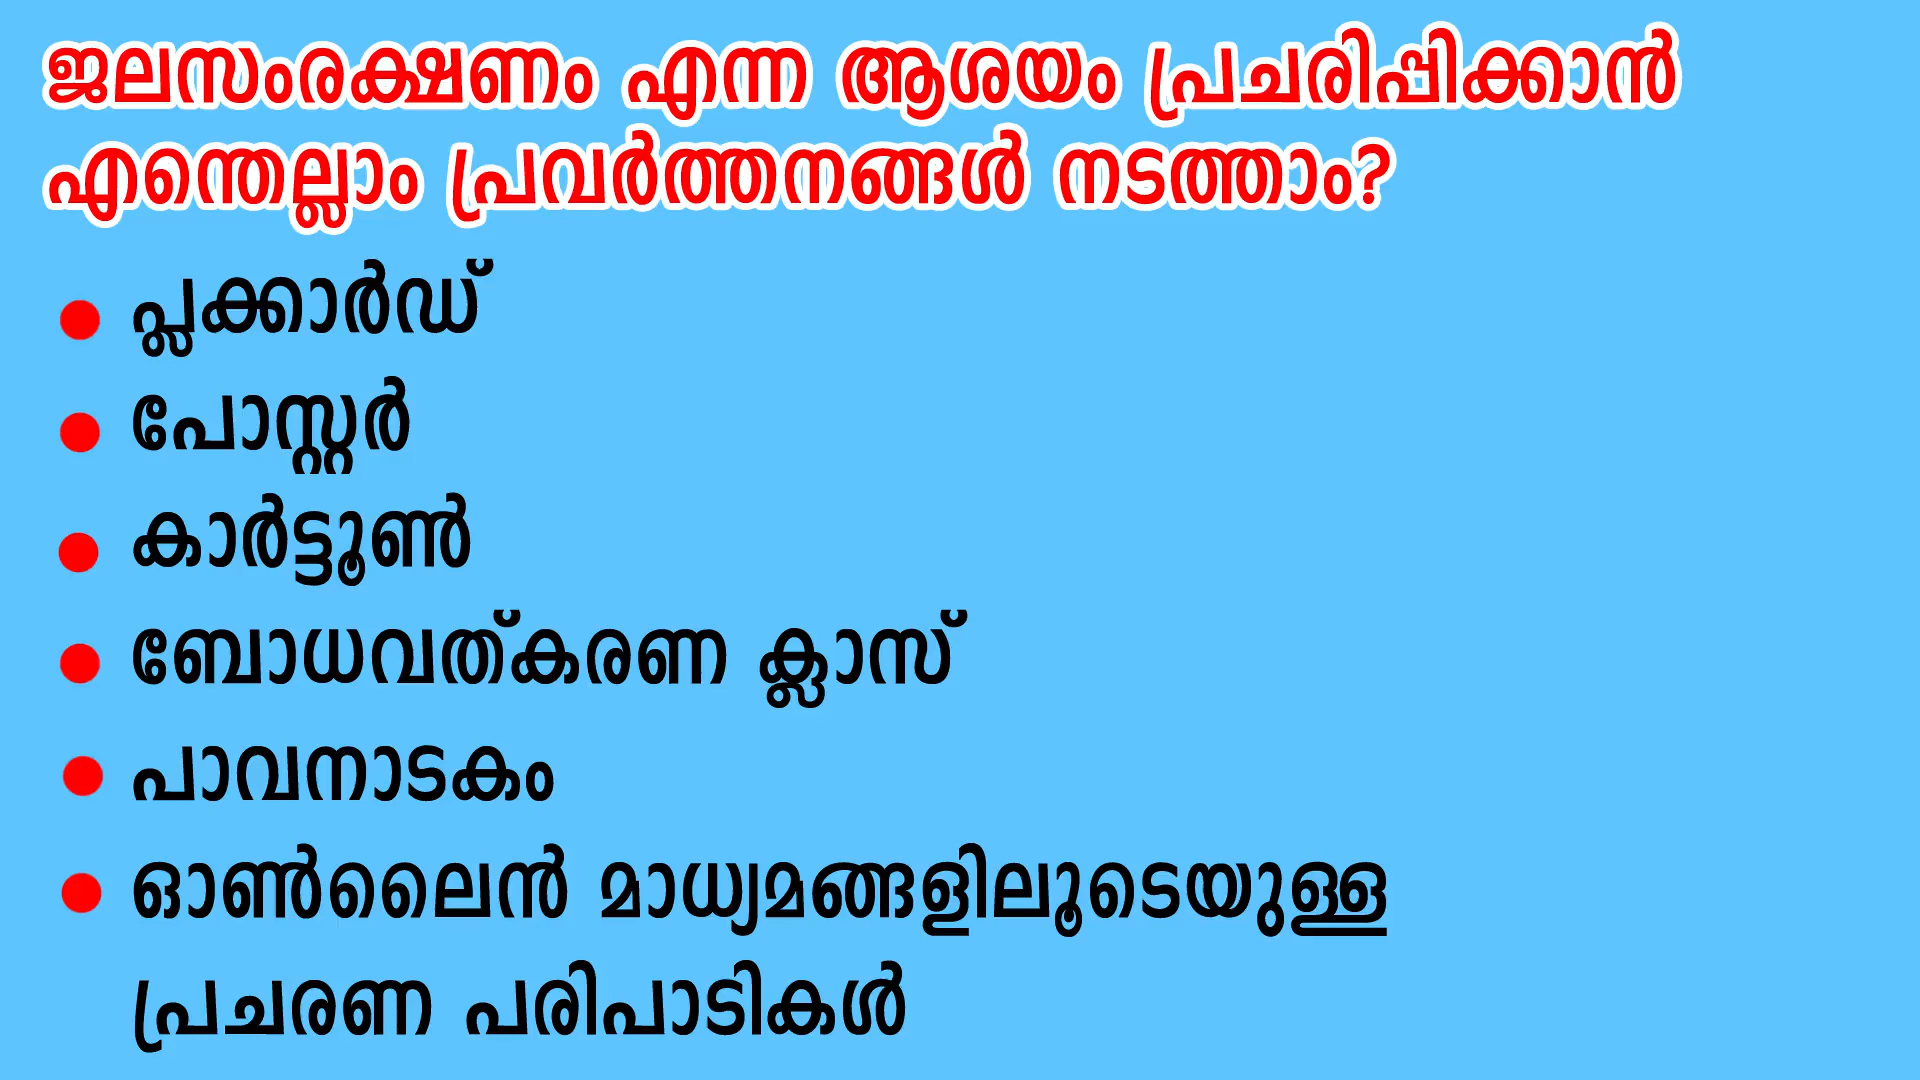 ജലസംരക്ഷണം എന്ന ആശയം പ്രചരിപ്പിക്കാൻ
എന്തെല്ലാം പ്രവർത്തനങ്ങൾ നടത്താം?
• പ്ലക്കാർഡ്
• പോസ്റ്റർ
• കാർട്ടൂൺ
• ബോധവത്കരണ ക്ലാസ്
• പാവനാടകം
• ഓൺലൈൻ മാധ്യമങ്ങളിലൂടെയുള്ള
പ്രചരണ പരിപാടികൾ